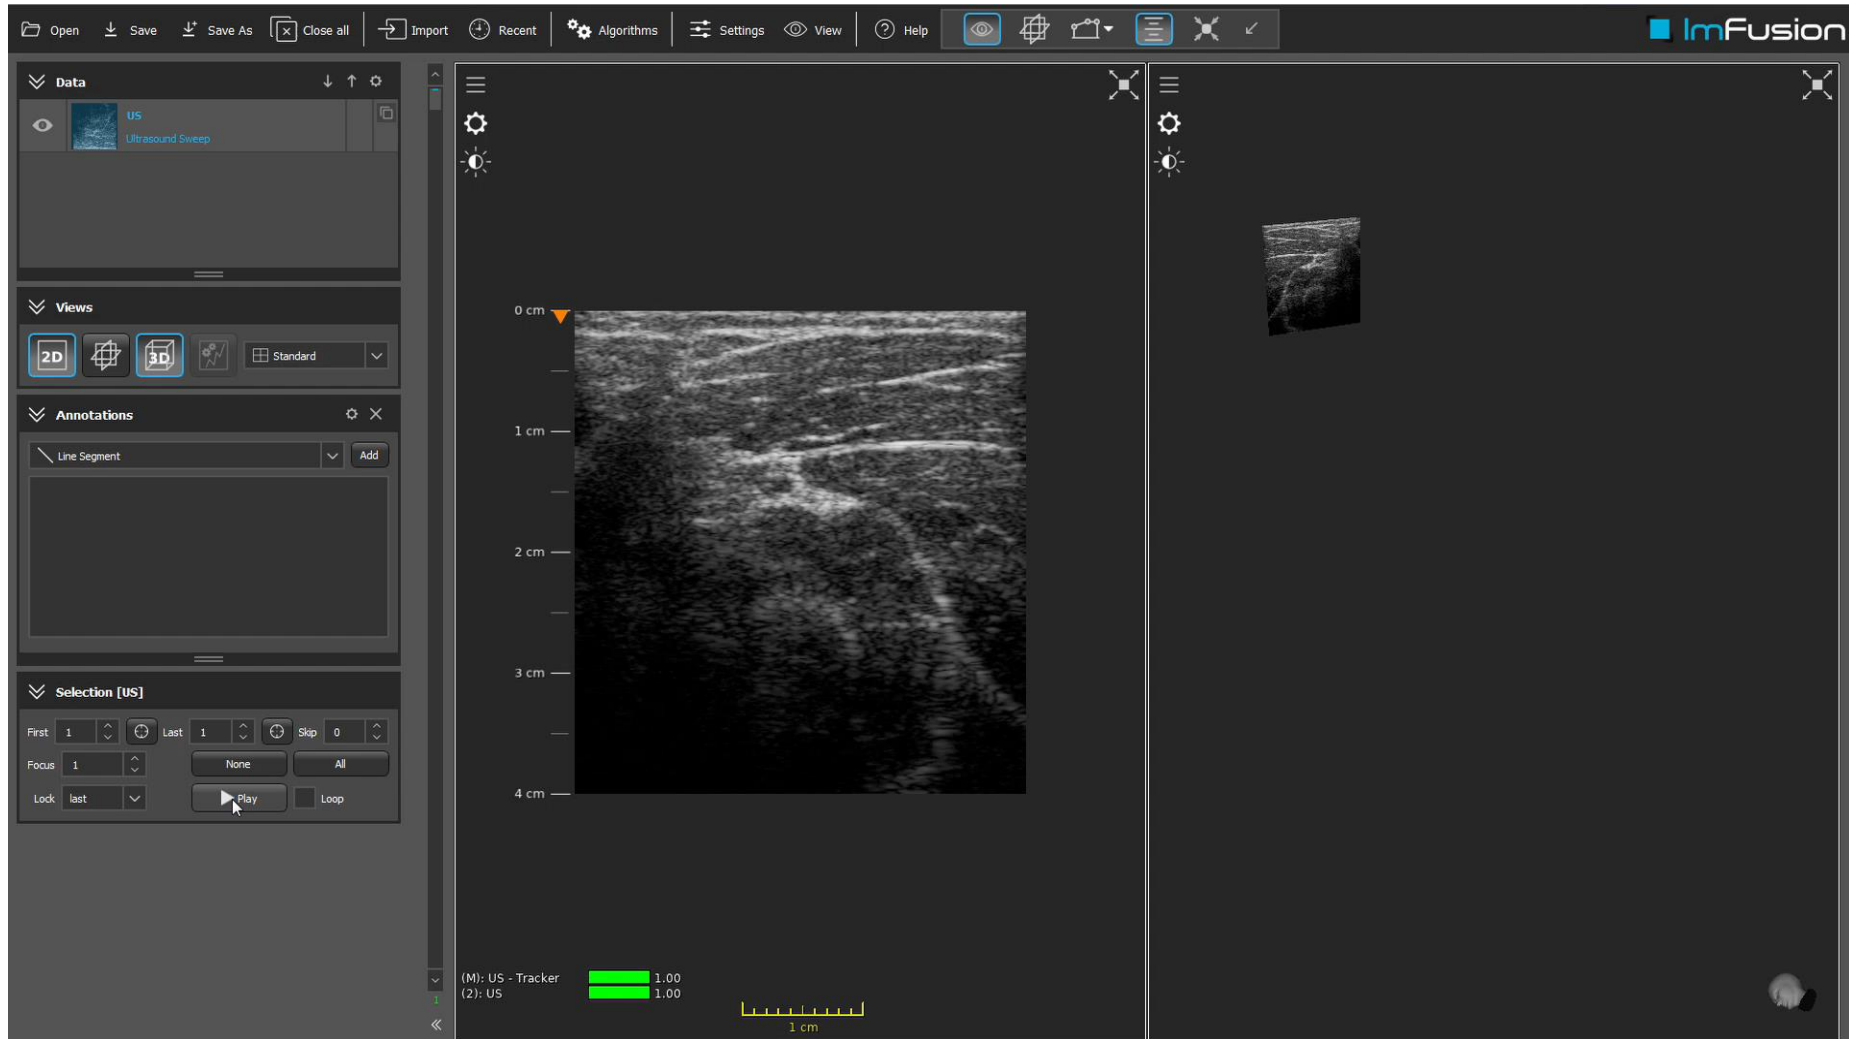 Open Save Save As Close all Import Recent Algorithms Settings View Help ImFusion
Data
US
Ultrasound Sweep
Views
2D 3D Standard
Annotations
Line Segment Add
Selection [US]
First 1 Last 1 Skip 0
Focus 1 None All
Lock last Play Loop
1
0 cm
1 cm
2 cm
3 cm
4 cm
(M): US - Tracker 1.00
(2): US 1.00
1 cm